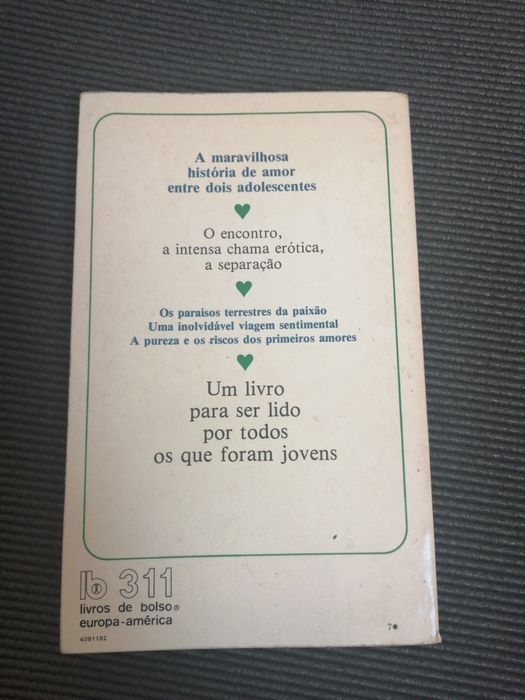 A maravilhosa
história de amor
entre dois adolescentes
O encontro,
a intensa chama erótica,
a separação
Os paraísos terrestres da paixão
Uma inolvidável viagem sentimental
A pureza e os riscos dos primeiros amores
Um livro
para ser lido
por todos
os que foram jovens
lb 311
livros de bolso®
europa-américa
4091182
7●